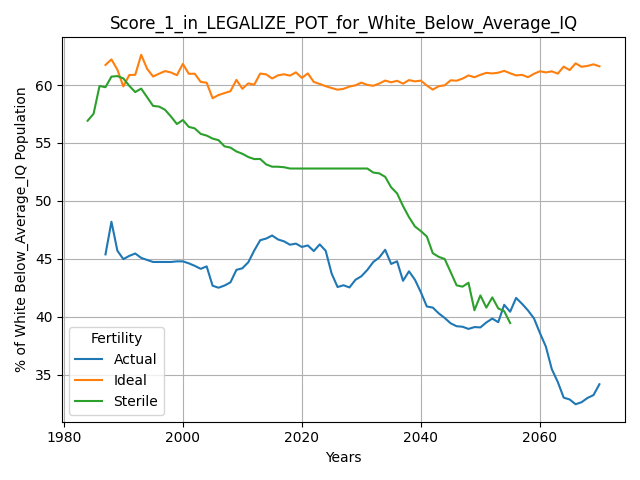 Score_1_in_LEGALIZE_POT_for_White_Below_Average_IQ
% of White Below_Average_IQ Population
60
55
50
45
40
35
Fertility
Actual
Ideal
Sterile
1980 2000 2020 2040 2060
Years